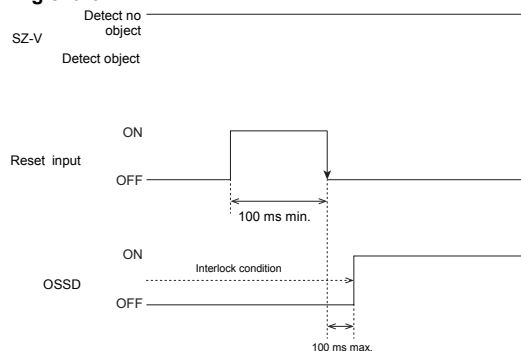 Detect no
object
SZ-V
Detect object
ON
Reset input
OFF
100 ms min.
ON
Interlock condition
OSSD
OFF
100 ms max.